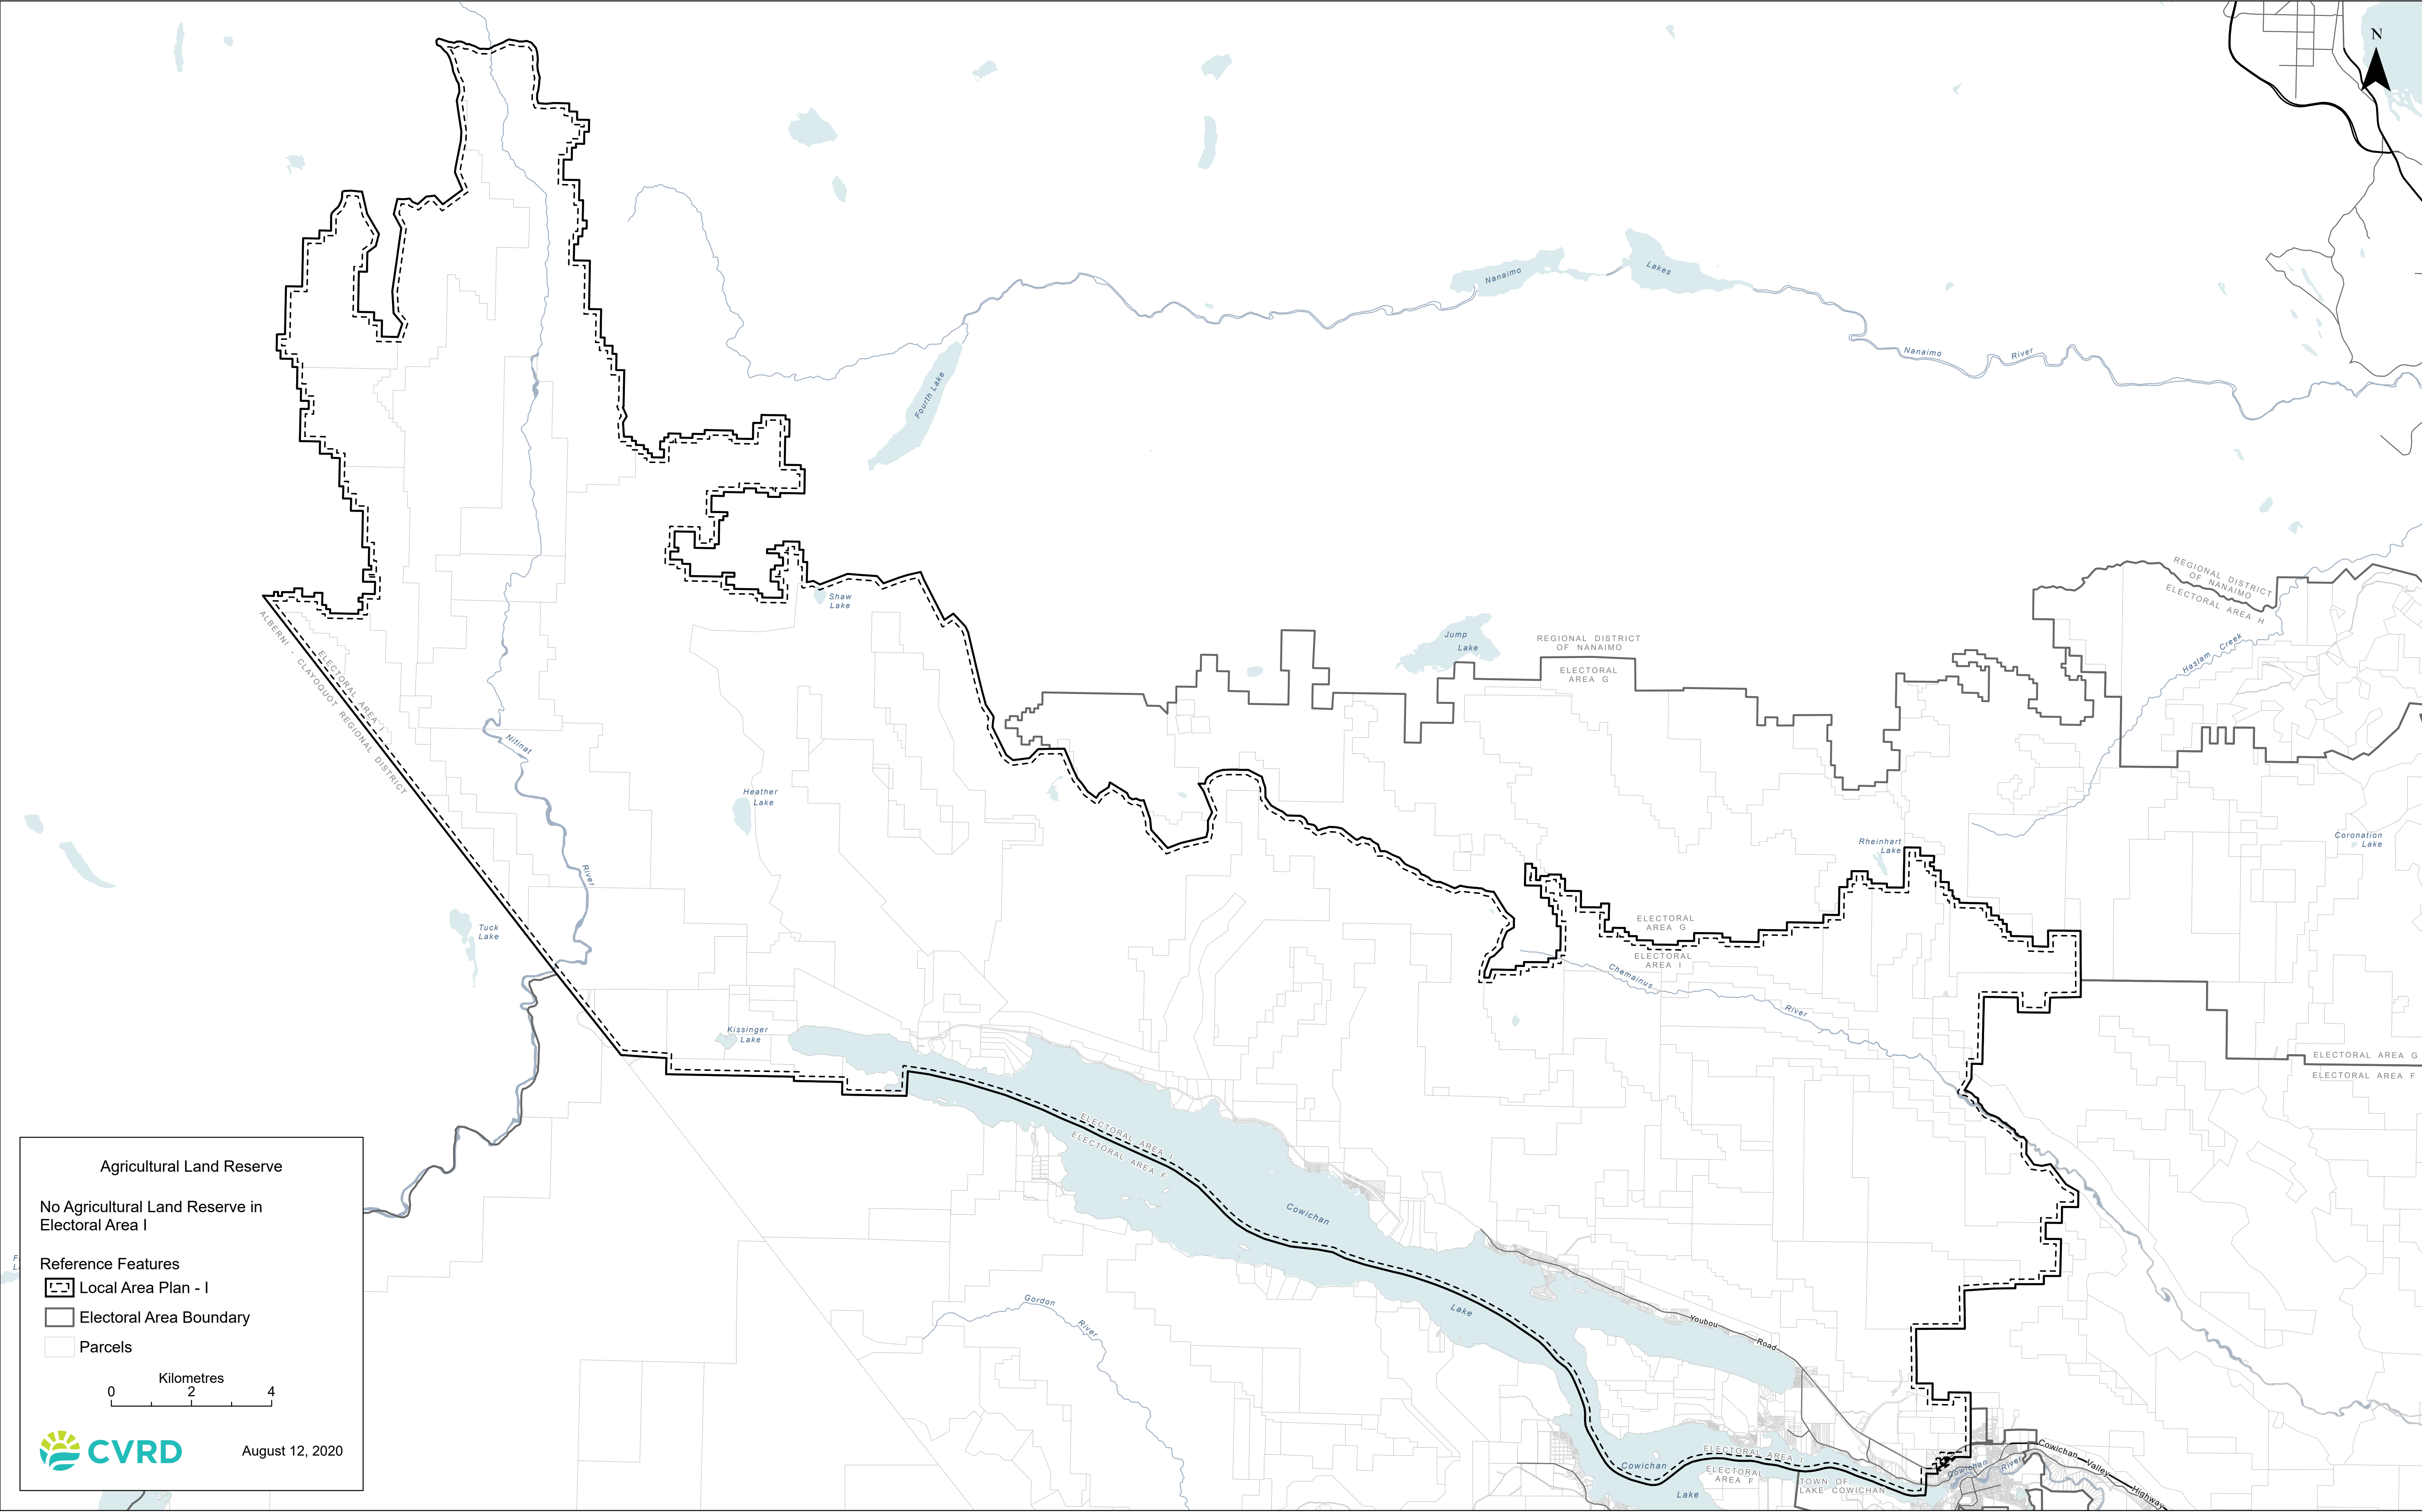 N
Nanaimo
Lakes
Nanaimo
River
Fourth Lake
REGIONAL DISTRICT
OF NANAIMO
ELECTORAL AREA H
Haslam Creek
Shaw
Lake
Jump
Lake
REGIONAL DISTRICT
OF NANAIMO
ELECTORAL
AREA G
ELECTORAL AREA I
ALBERNI - CLAYOQUOT REGIONAL DISTRICT
Nitinat
River
Heather
Lake
Rheinhart
Lake
Coronation
Lake
Tuck
Lake
ELECTORAL
AREA G
ELECTORAL
AREA I
Chemainus
River
Kissinger
Lake
ELECTORAL AREA G
ELECTORAL AREA F
ELECTORAL AREA I
ELECTORAL AREA F
Cowichan
Lake
Gordon
River
Youbou
Road
Cowichan
Lake
ELECTORAL AREA I
ELECTORAL
AREA F
TOWN OF
LAKE COWICHAN
Cowichan
River
Cowichan
Valley
Highway
Agricultural Land Reserve
No Agricultural Land Reserve in
Electoral Area I
Reference Features
Local Area Plan - I
Electoral Area Boundary
Parcels
Kilometres
0 2 4
CVRD
August 12, 2020